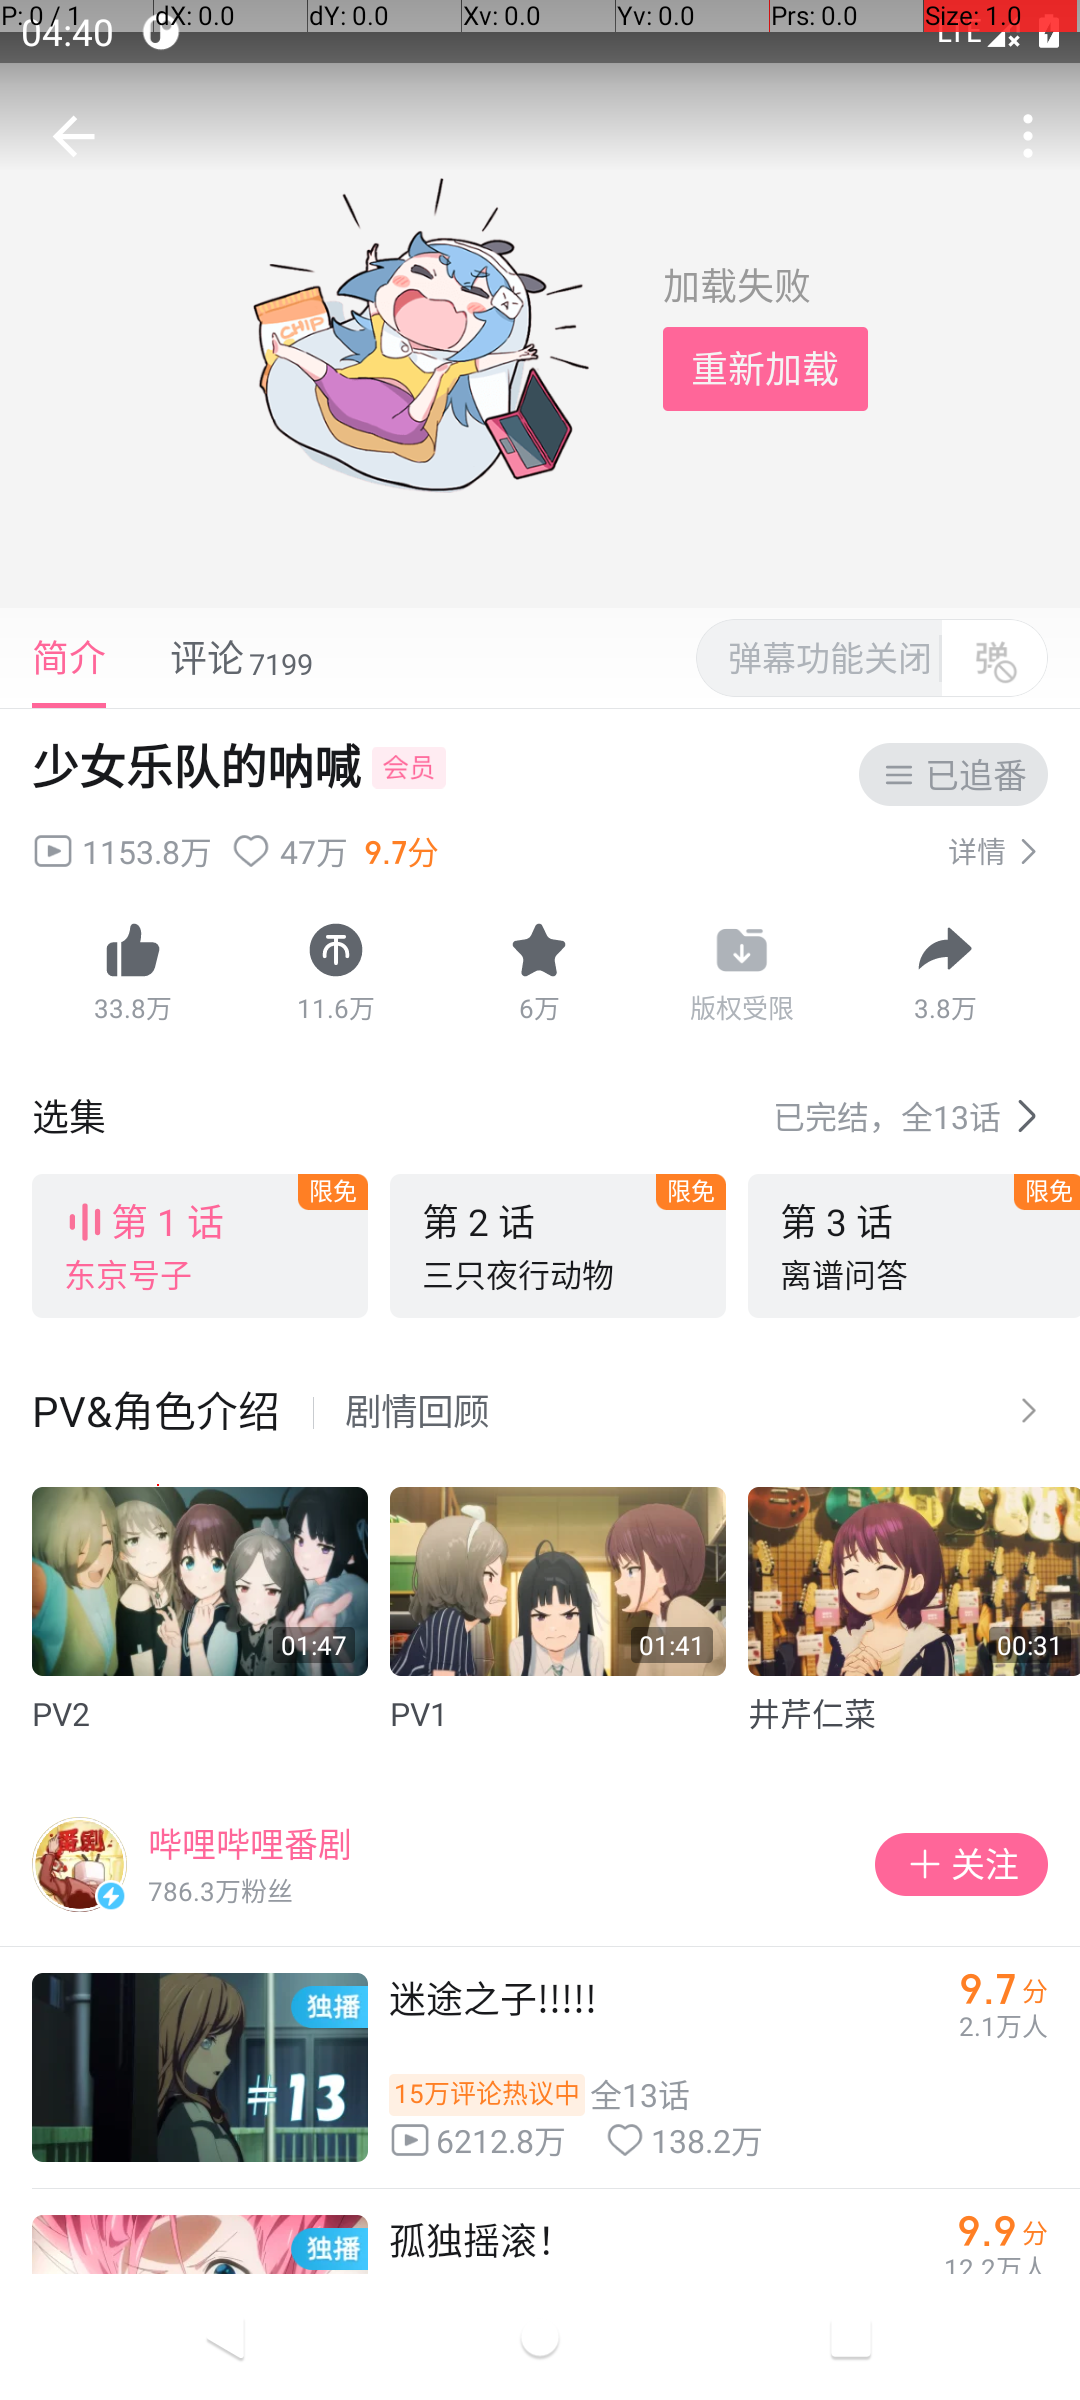 P: 0 / 1 dX: 0.0 dY: 0.0 Xv: 0.0 Yv: 0.0 Prs: 0.0 Size: 1.0
04:40 LTE
CHIP
加载失败
重新加载
简介 评论 7199 弹幕功能关闭 弹
少女乐队的呐喊 会员 已追番
1153.8万 47万 9.7分 详情
33.8万 11.6万 6万 版权受限 3.8万
选集 已完结，全13话
第 1 话 限免 第 2 话 限免 第 3 话 限免
东京号子 三只夜行动物 离谱问答
PV&角色介绍 剧情回顾
01:47 01:41 00:31
PV2 PV1 井芹仁菜
番剧
哔哩哔哩番剧
786.3万粉丝
关注
独播 迷途之子!!!!! 9.7 分
2.1万人
#13
15万评论热议中 全13话
6212.8万 138.2万
独播 孤独摇滚！ 9.9 分
12.2万人